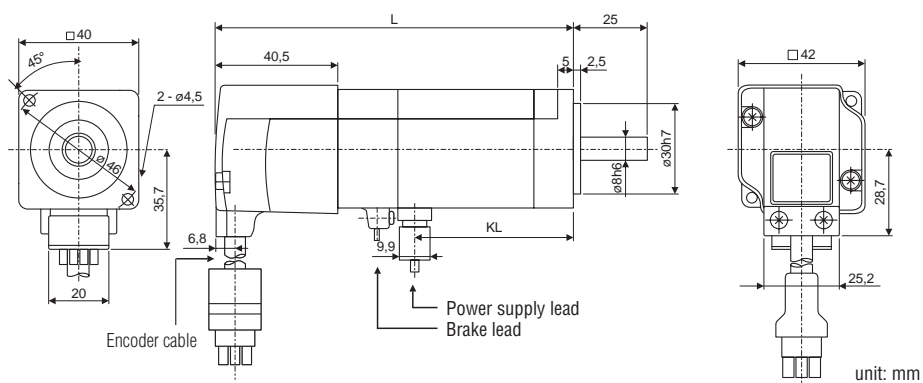 □40
45°
2 - ø4,5
ø 46
35,7
20
L
25
40,5
5
2,5
ø30h7
ø8h6
KL
6,8
9,9
Encoder cable
Power supply lead
Brake lead
□42
28,7
25,2
unit: mm